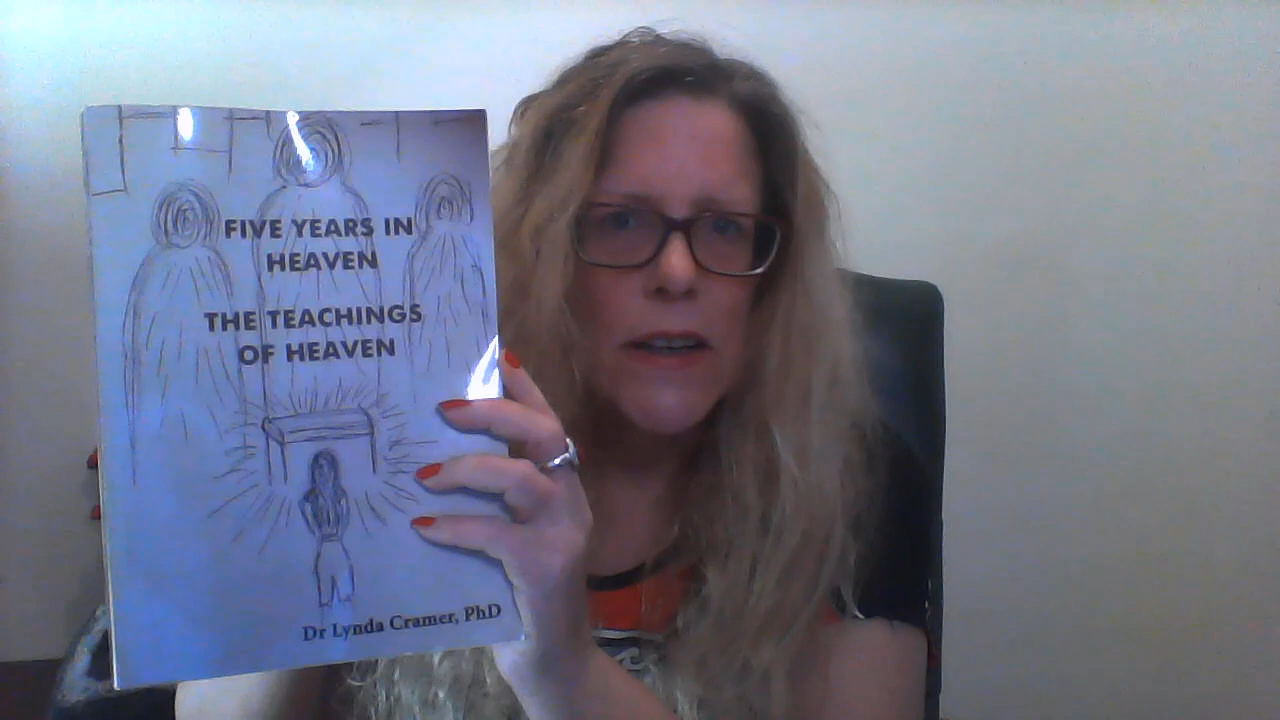 FIVE YEARS IN
HEAVEN
THE TEACHINGS
OF HEAVEN
Dr Lynda Cramer, PhD